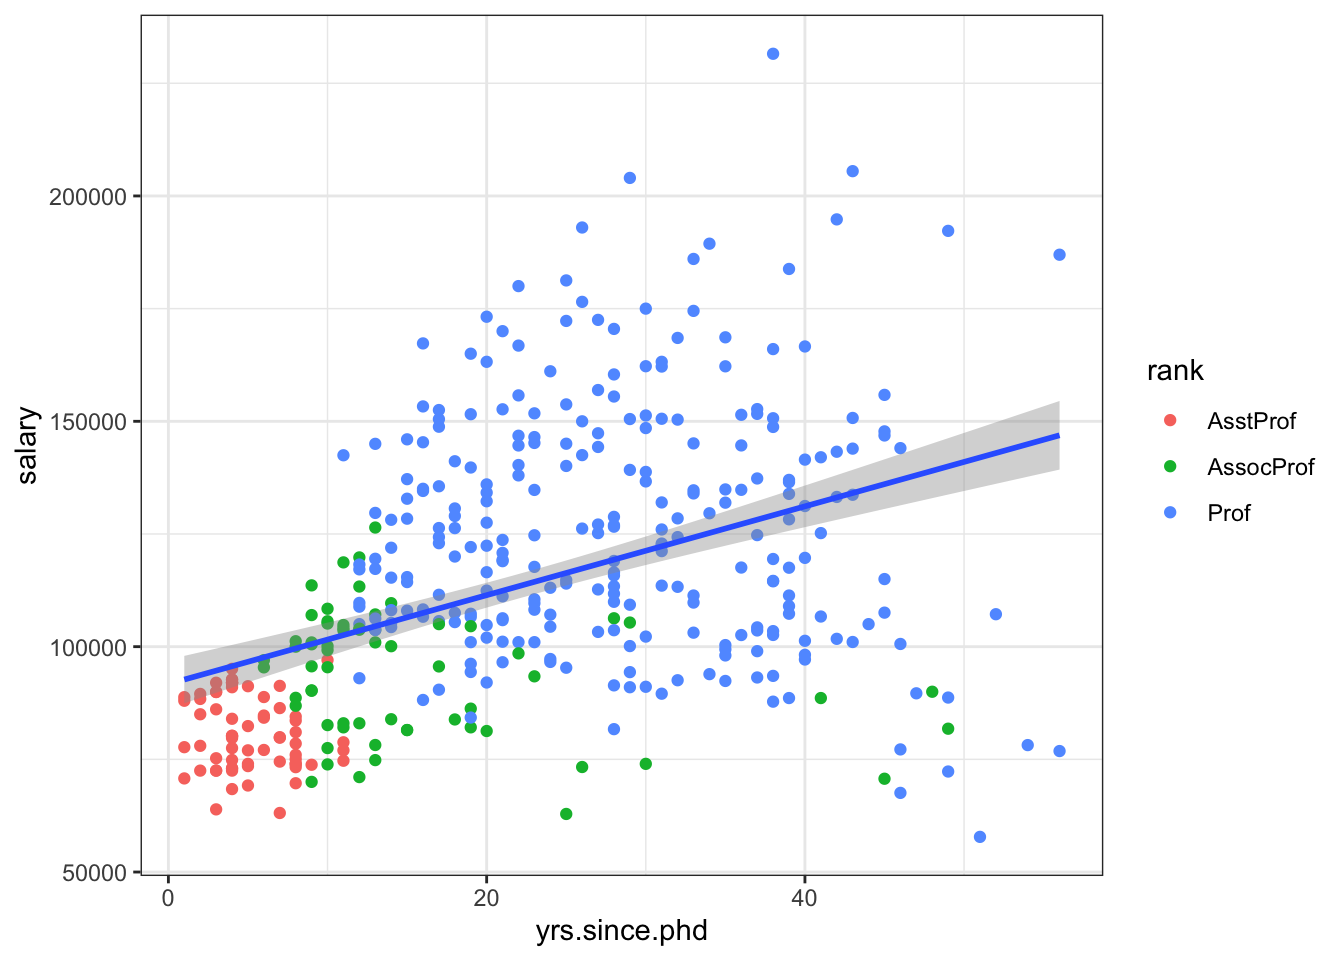 200000
150000
100000
50000
salary
0
20
40
yrs.since.phd
rank
AsstProf
AssocProf
Prof